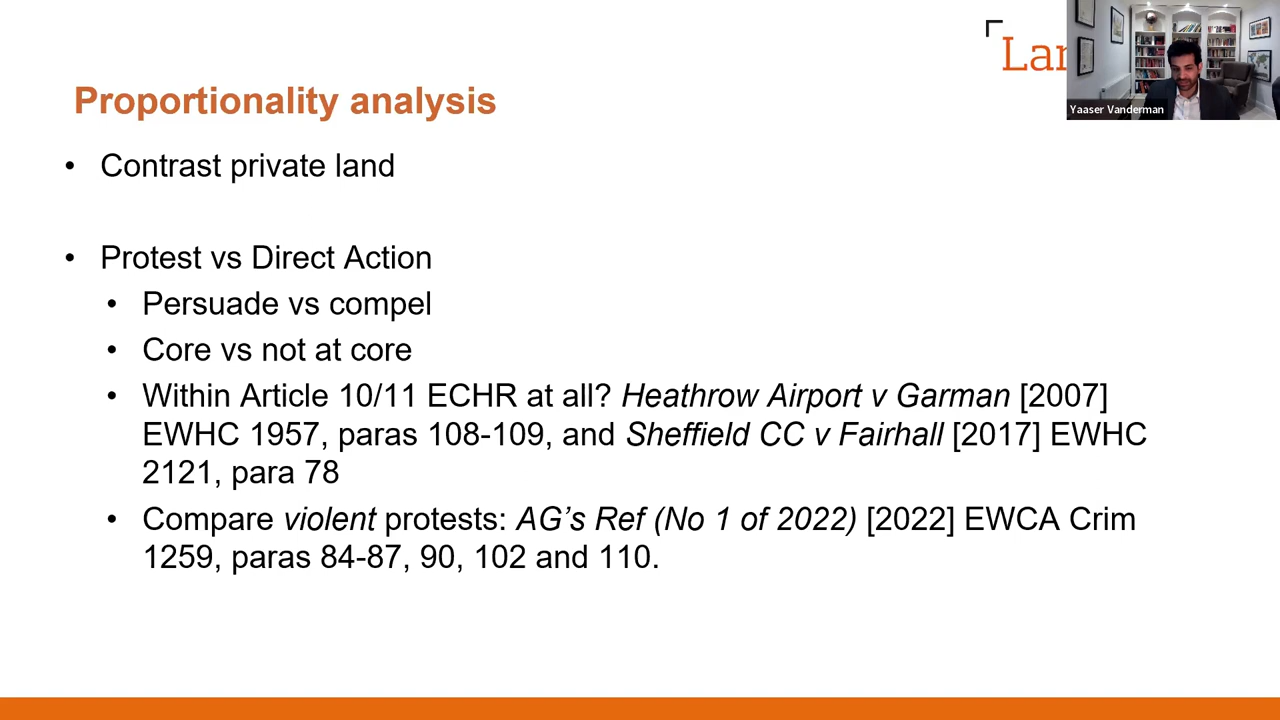 Lan
Yaaser Vanderman
Proportionality analysis
• Contrast private land
• Protest vs Direct Action
• Persuade vs compel
• Core vs not at core
• Within Article 10/11 ECHR at all? Heathrow Airport v Garman [2007]
EWHC 1957, paras 108-109, and Sheffield CC v Fairhall [2017] EWHC
2121, para 78
• Compare violent protests: AG’s Ref (No 1 of 2022) [2022] EWCA Crim
1259, paras 84-87, 90, 102 and 110.